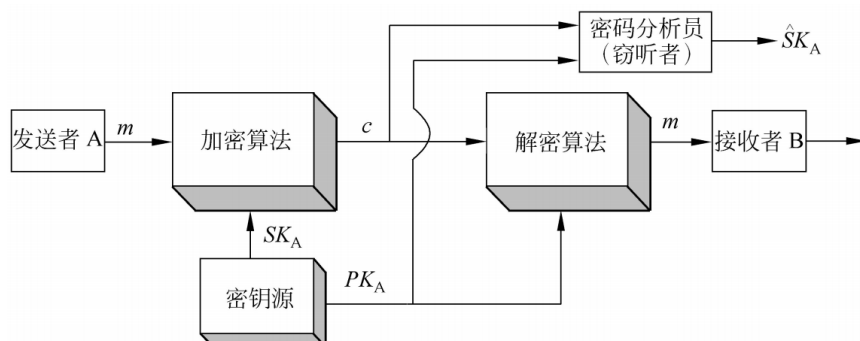 密码分析员
(窃听者)
ŜK_A
发送者 A
m
加密算法
c
解密算法
m
接收者 B
SK_A
密钥源
PK_A